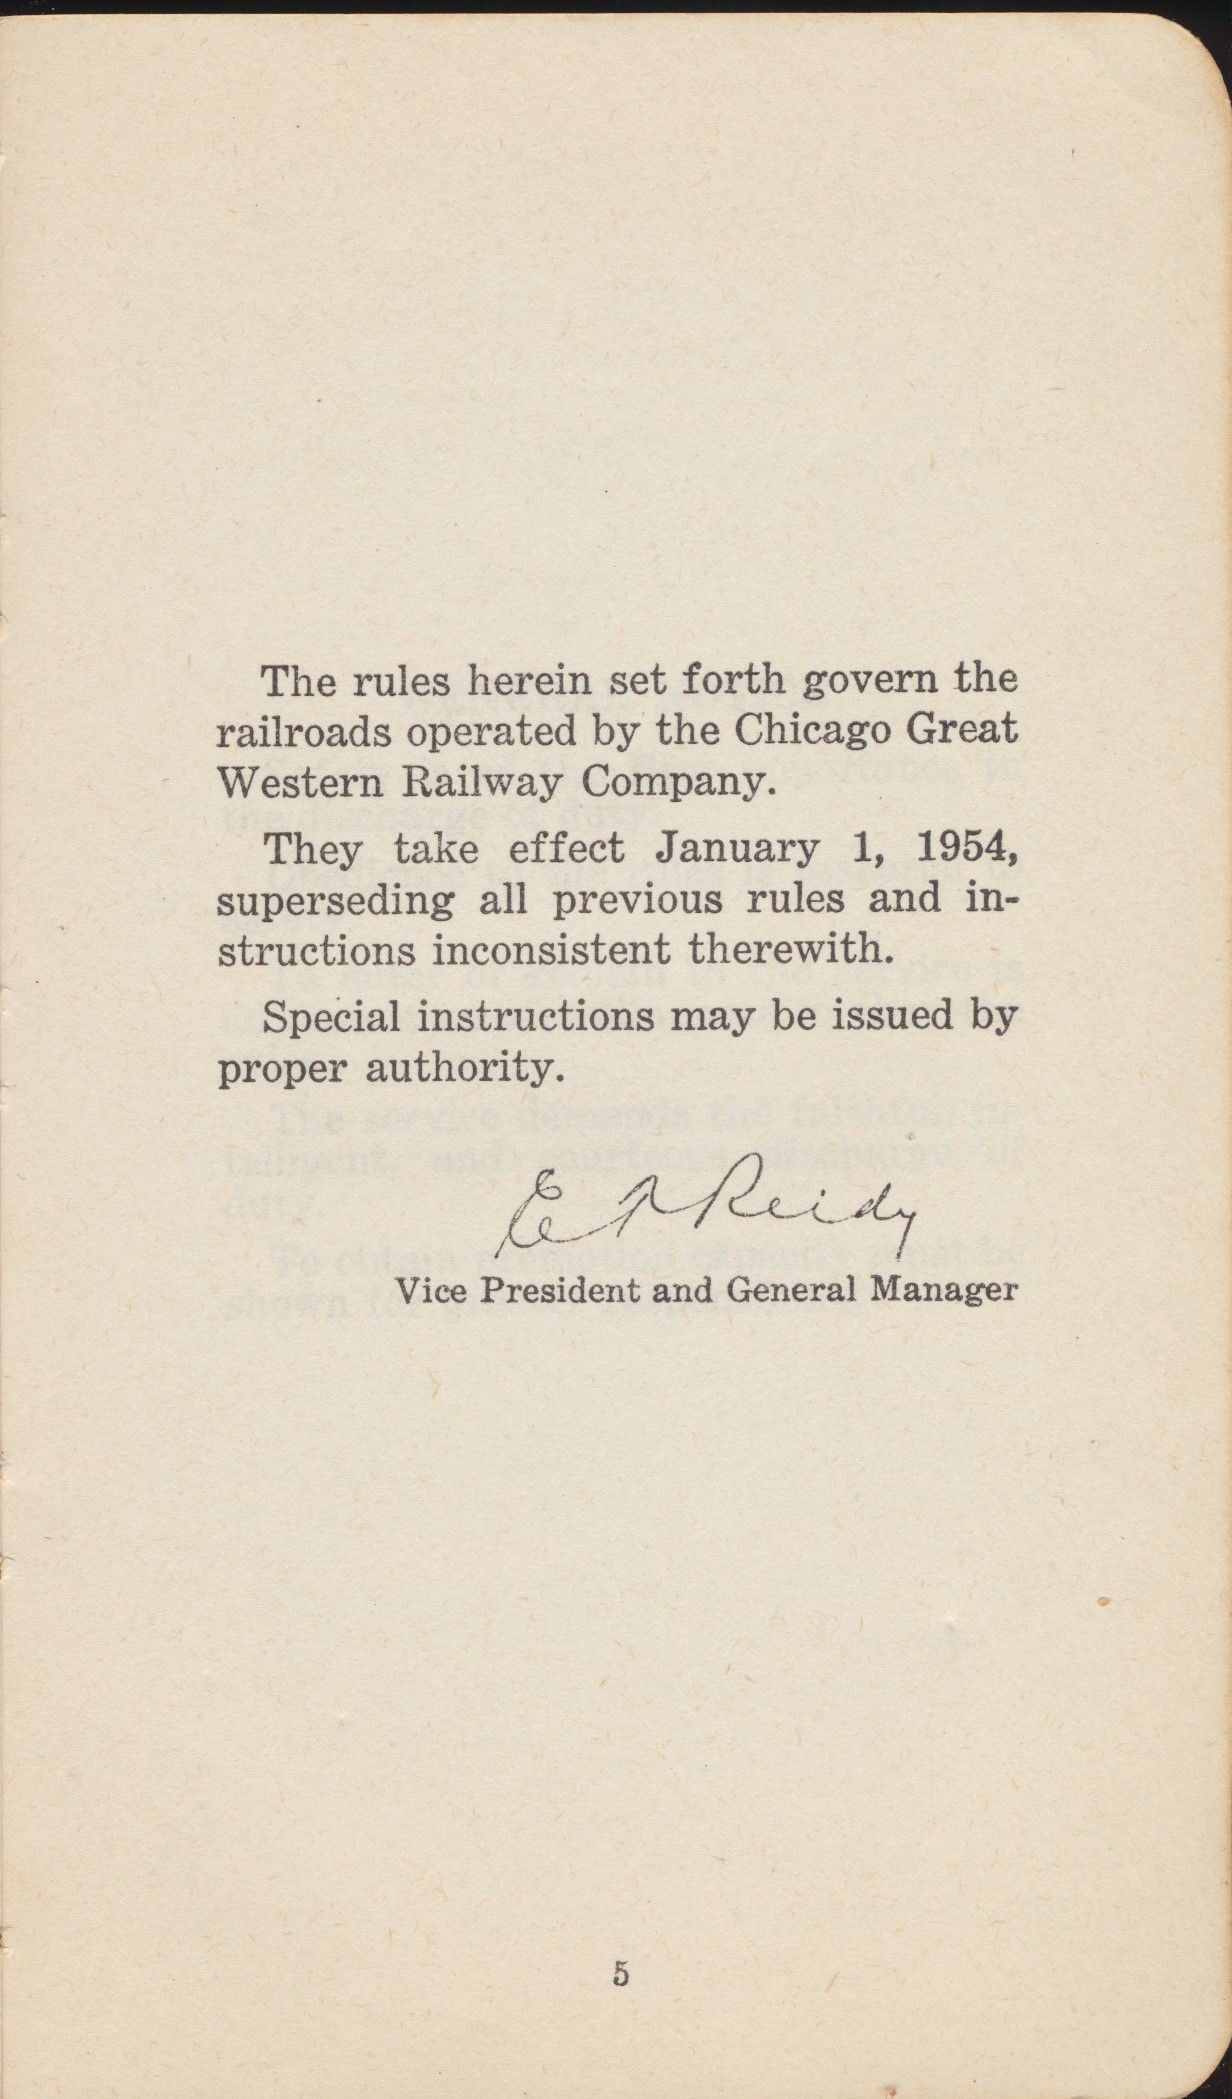 The rules herein set forth govern the
railroads operated by the Chicago Great
Western Railway Company.
They take effect January 1, 1954,
superseding all previous rules and in-
structions inconsistent therewith.
Special instructions may be issued by
proper authority.
E T Reidy
Vice President and General Manager
5